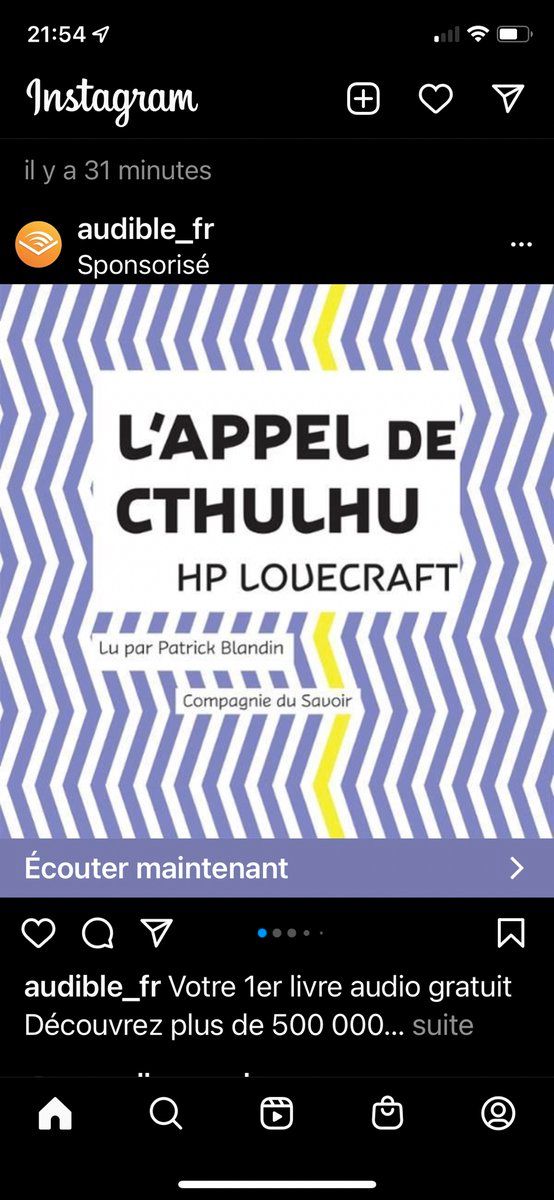 21:54
Instagram
il y a 31 minutes
audible_fr
Sponsorisé
L'APPEL DE
CTHULHU
HP LOVECRAFT
Lu par Patrick Blandin
Compagnie du Savoir
Écouter maintenant
audible_fr Votre 1er livre audio gratuit
Découvrez plus de 500 000... suite